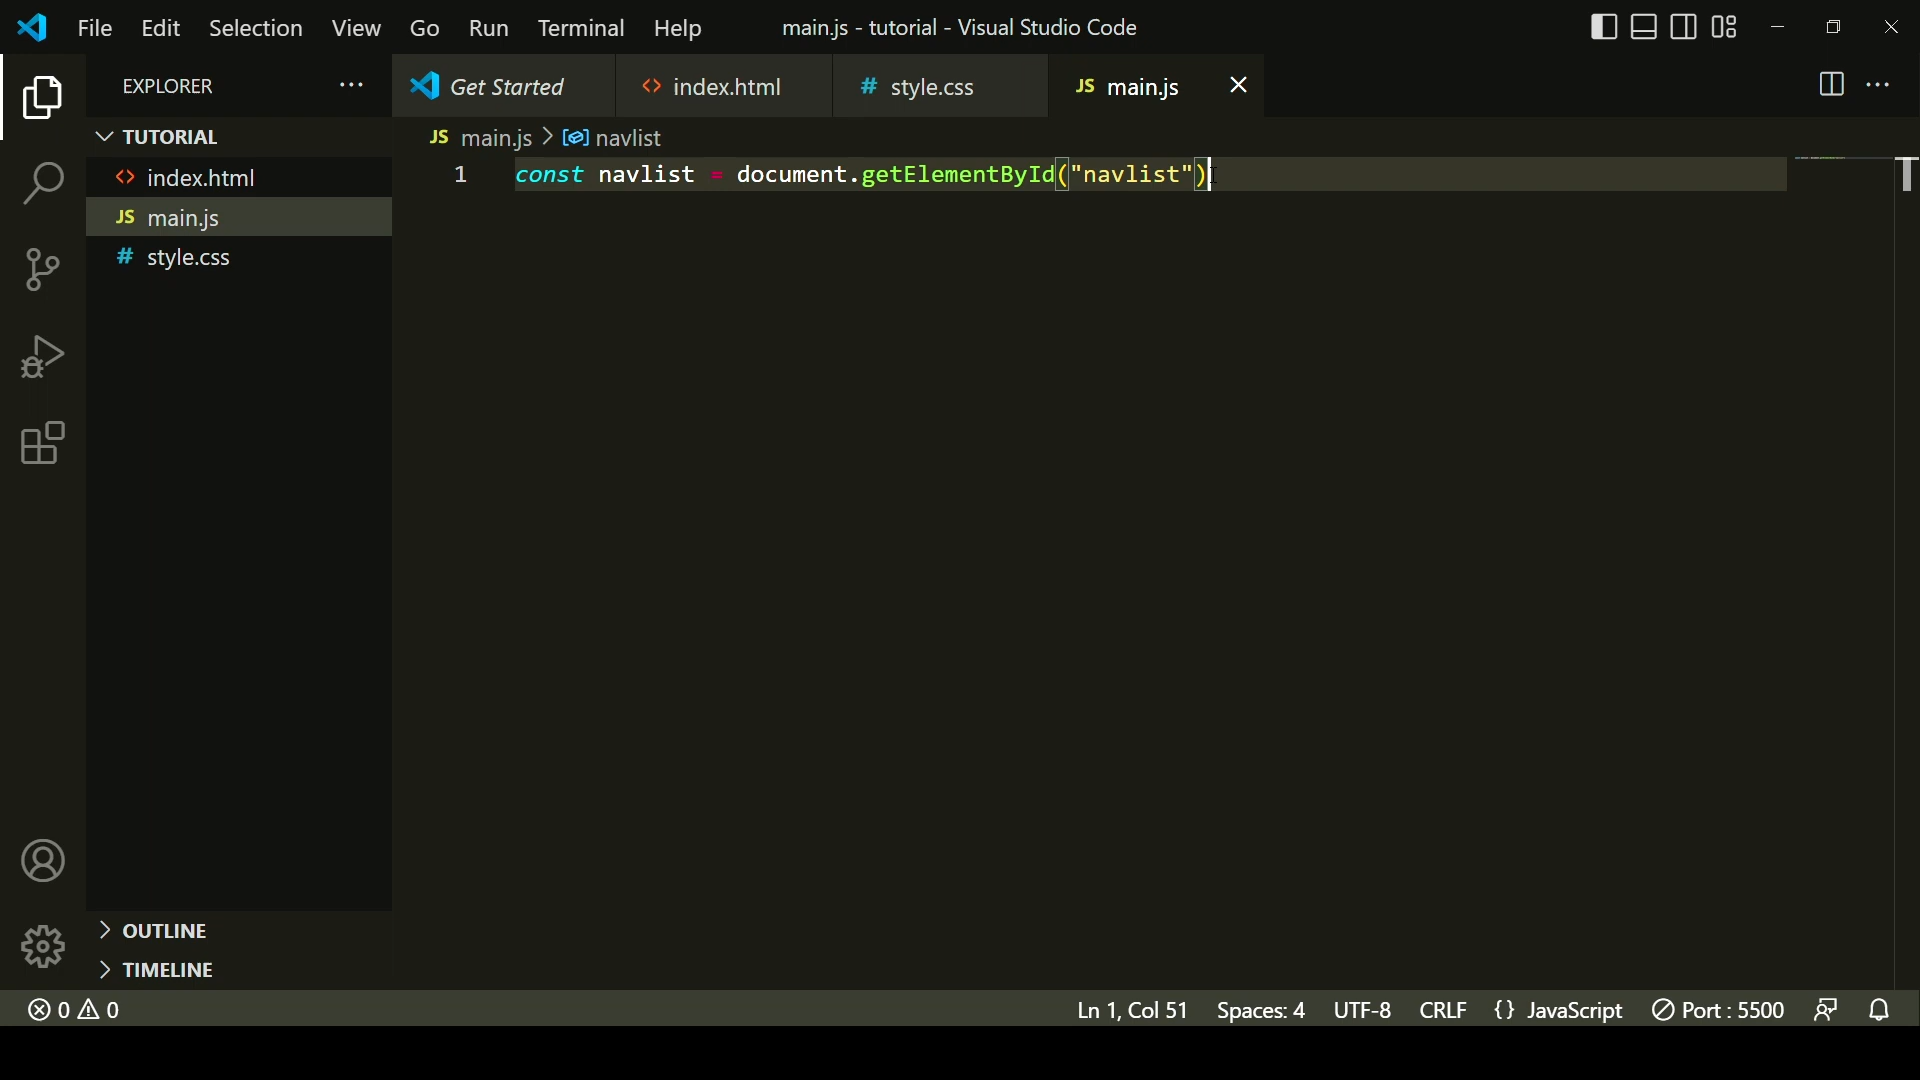 File Edit Selection View Go Run Terminal Help main.js - tutorial - Visual Studio Code
EXPLORER Get Started index.html style.css JS main.js
TUTORIAL
JS main.js > navlist
index.html
1 const navlist = document.getElementById("navlist")
JS main.js
# style.css
OUTLINE
TIMELINE
0 0 Ln 1, Col 51 Spaces: 4 UTF-8 CRLF {} JavaScript Port : 5500